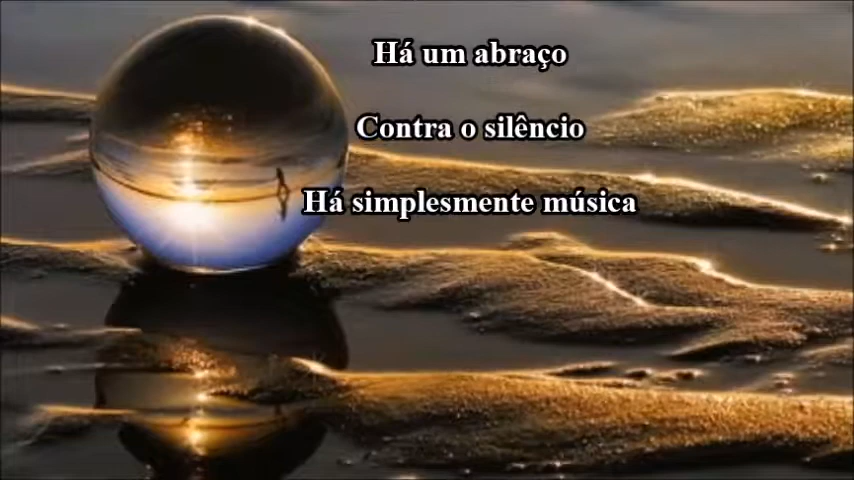 Há um abraço
Contra o silêncio
Há simplesmente música